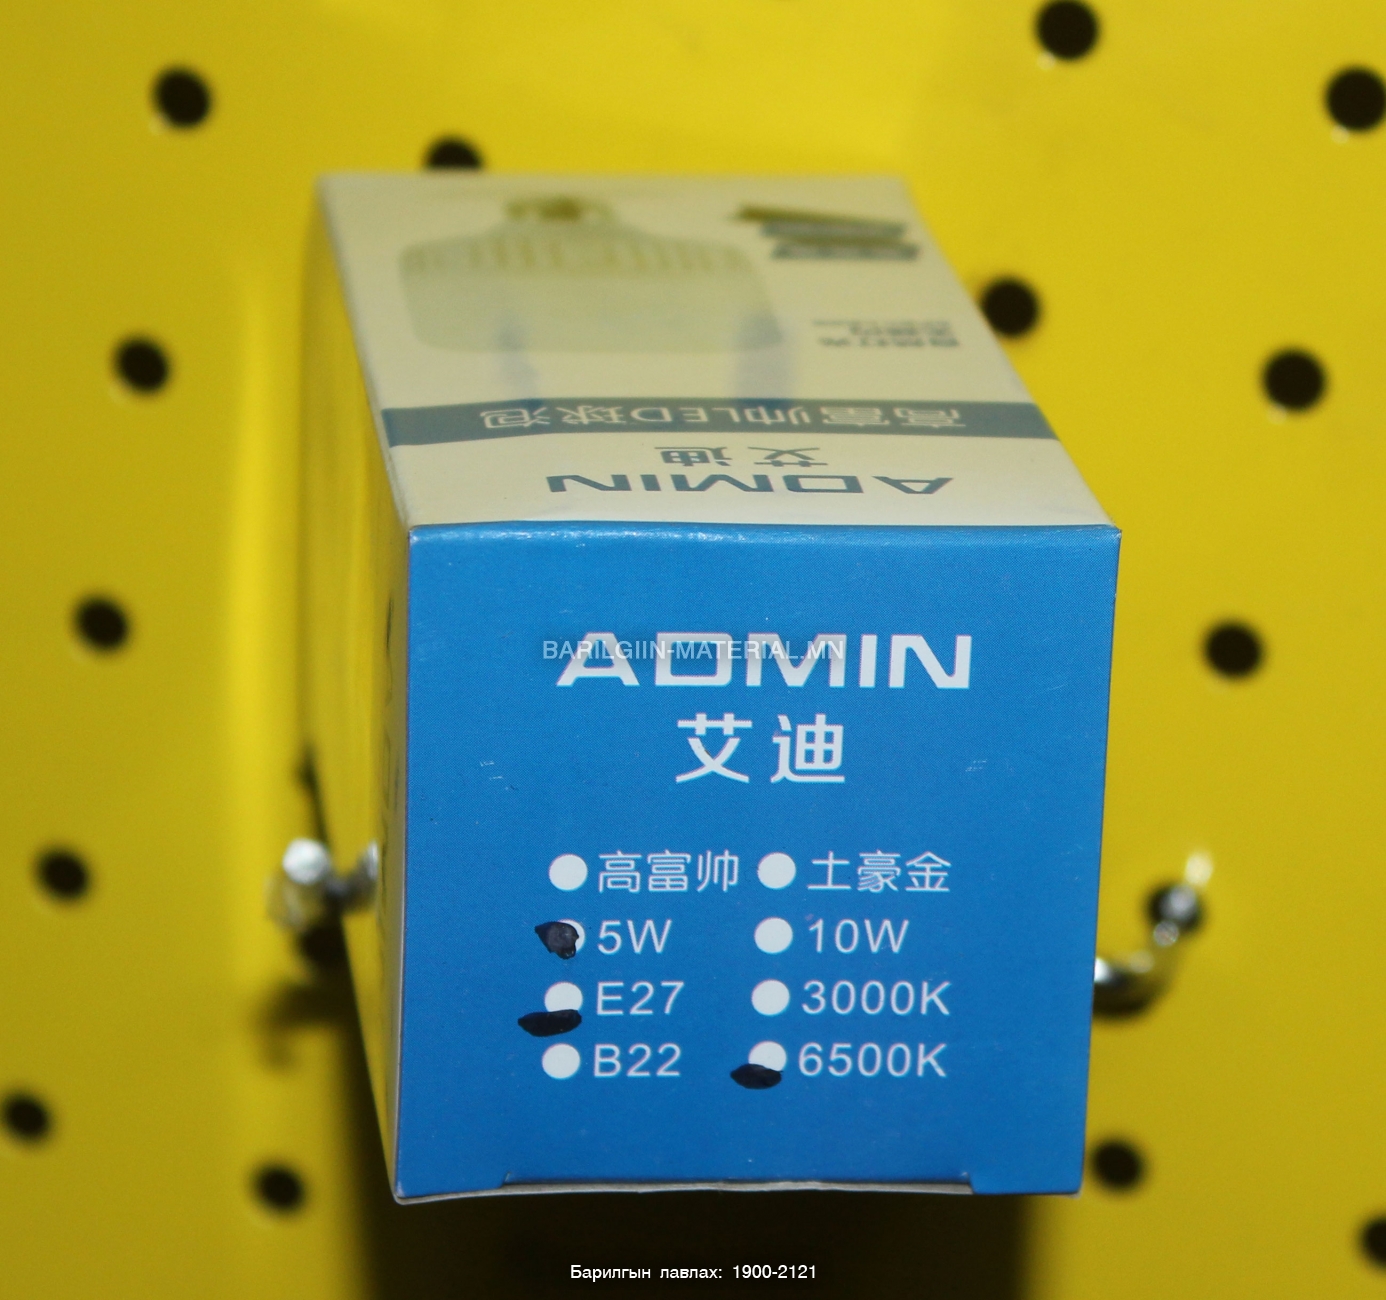 高富帅LED球泡
艾迪
ADMIN
ADMIN
BARILGIIN-MATERIAL.MN
艾迪
高富帅 土豪金
5W 10W
E27 3000K
B22 6500K
Барилгын лавлах: 1900-2121